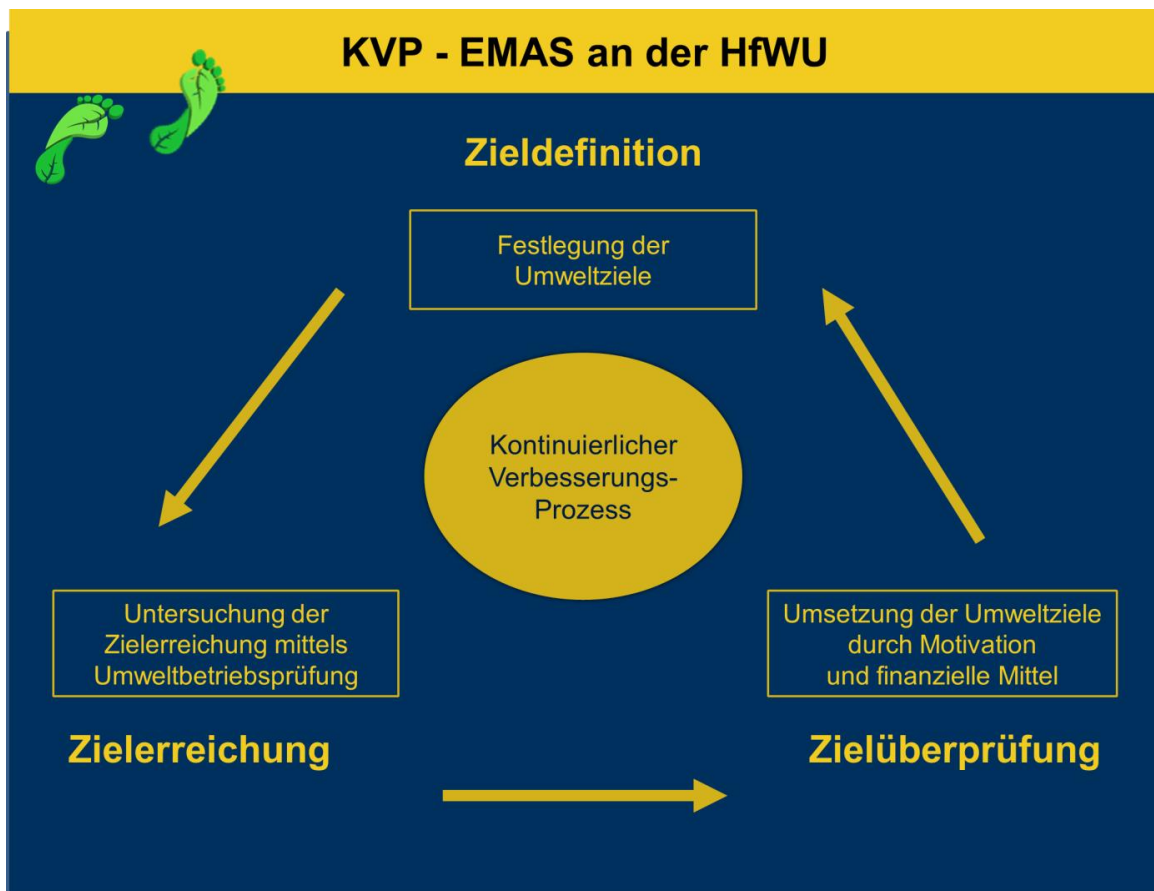 KVP - EMAS an der HfWU
Zieldefinition
Festlegung der
Umweltziele
Kontinuierlicher
Verbesserungs-
Prozess
Untersuchung der
Zielerreichung mittels
Umweltbetriebsprüfung
Zielerreichung
Umsetzung der Umweltziele
durch Motivation
und finanzielle Mittel
Zielüberprüfung